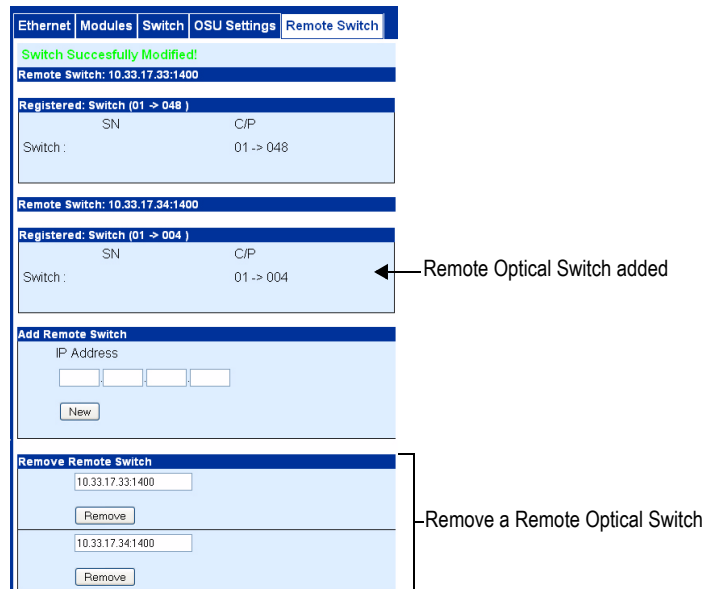 Ethernet Modules Switch OSU Settings Remote Switch
Switch Succesfully Modified!
Remote Switch: 10.33.17.33:1400
Registered: Switch (01 -> 048 )
SN C/P
Switch : 01 -> 048
Remote Switch: 10.33.17.34:1400
Registered: Switch (01 -> 004 )
SN C/P
Switch : 01 -> 004
Remote Optical Switch added
Add Remote Switch
IP Address
. . .
New
Remove Remote Switch
10.33.17.33:1400
Remove
10.33.17.34:1400
Remove
Remove a Remote Optical Switch